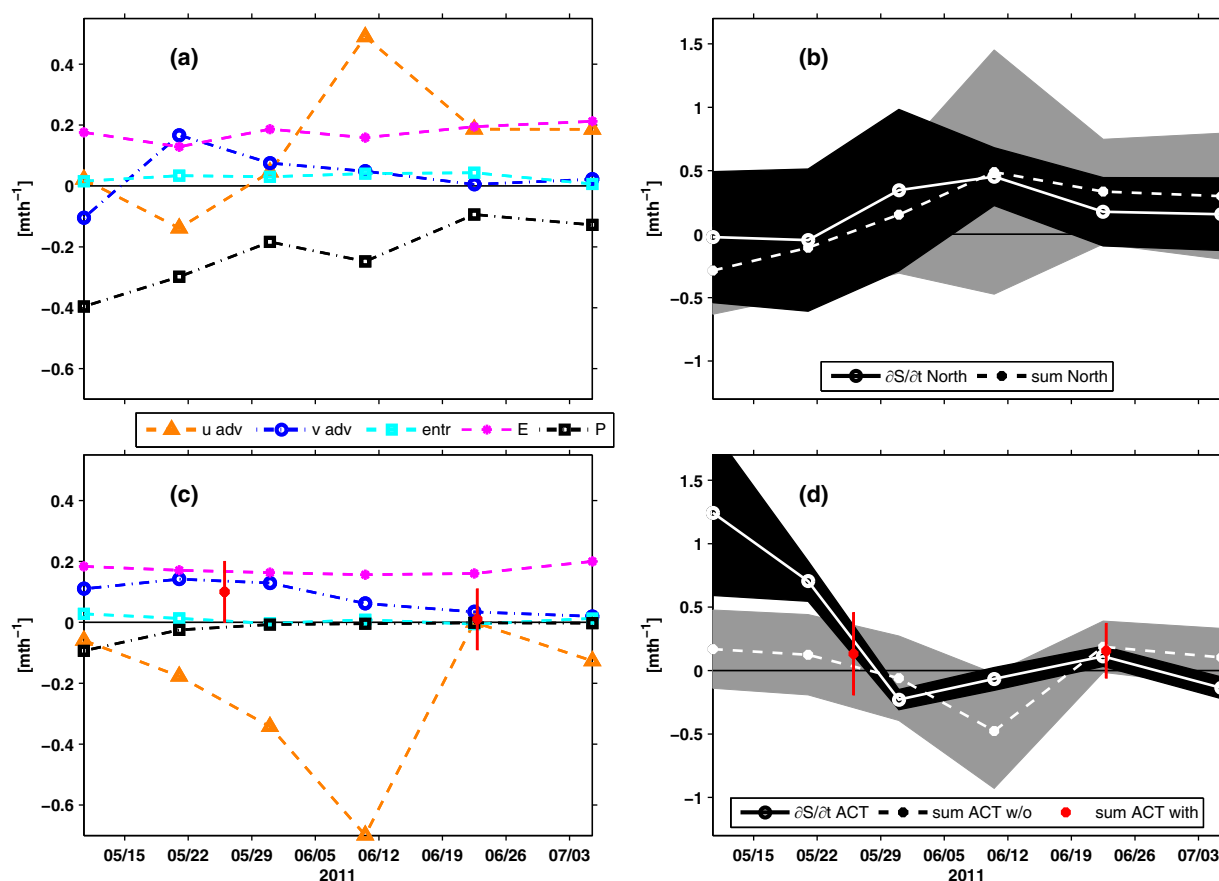 (a)
0.4
0.2
0
−0.2
−0.4
−0.6
[mth⁻¹]
(b)
1.5
1
0.5
0
−0.5
−1
[mth⁻¹]
∂S/∂t North sum North
u adv v adv entr E P
(c)
0.4
0.2
0
−0.2
−0.4
−0.6
[mth⁻¹]
05/15 05/22 05/29 06/05 06/12 06/19 06/26 07/03
2011
(d)
1.5
1
0.5
0
−0.5
−1
[mth⁻¹]
∂S/∂t ACT sum ACT w/o sum ACT with
05/15 05/22 05/29 06/05 06/12 06/19 06/26 07/03
2011